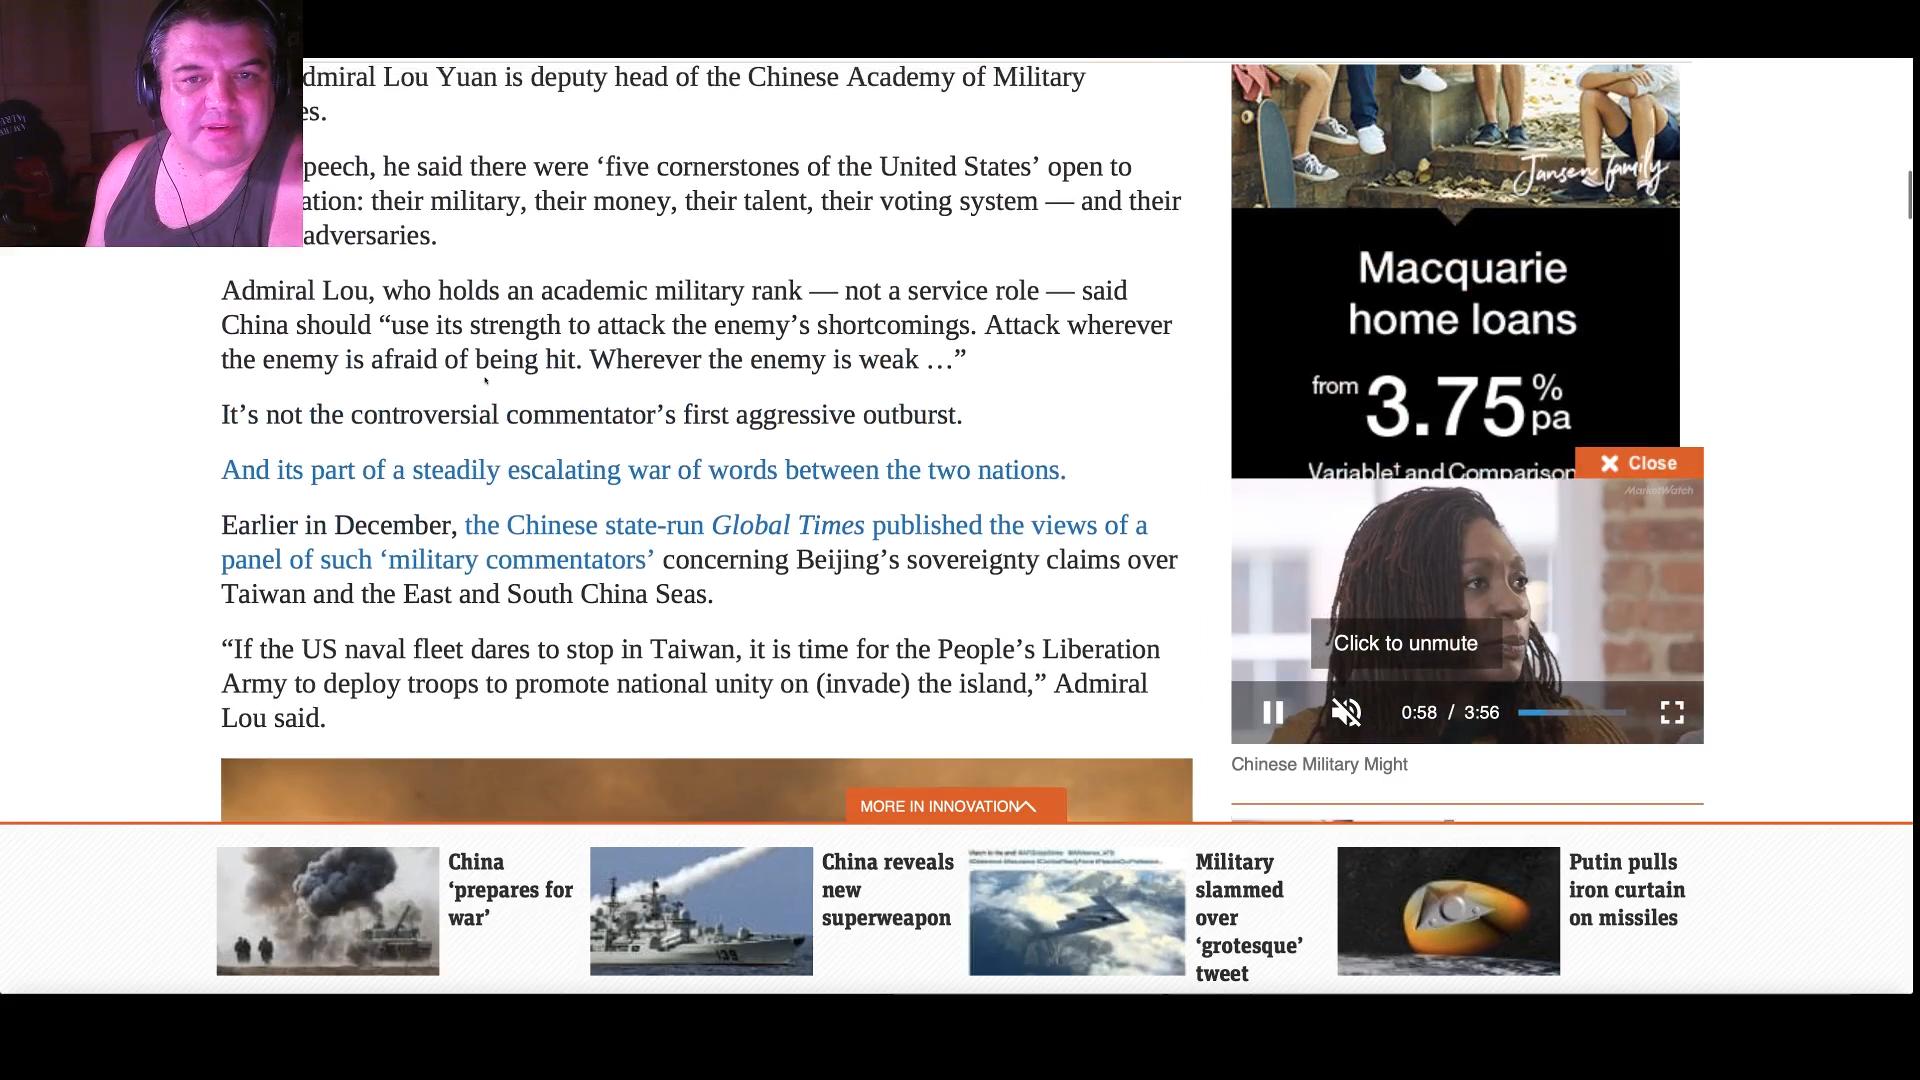 dmiral Lou Yuan is deputy head of the Chinese Academy of Military
es.
peech, he said there were ‘five cornerstones of the United States’ open to
ation: their military, their money, their talent, their voting system — and their
adversaries.
Admiral Lou, who holds an academic military rank — not a service role — said
China should “use its strength to attack the enemy’s shortcomings. Attack wherever
the enemy is afraid of being hit. Wherever the enemy is weak …”
It’s not the controversial commentator’s first aggressive outburst.
And its part of a steadily escalating war of words between the two nations.
Earlier in December, the Chinese state-run Global Times published the views of a
panel of such ‘military commentators’ concerning Beijing’s sovereignty claims over
Taiwan and the East and South China Seas.
“If the US naval fleet dares to stop in Taiwan, it is time for the People’s Liberation
Army to deploy troops to promote national unity on (invade) the island,” Admiral
Lou said.
Jansen family
Macquarie
home loans
from 3.75% pa
Variable† and Comparison
Close
MarketWatch
Click to unmute
0:58 / 3:56
Chinese Military Might
MORE IN INNOVATION
China
‘prepares for
war’
139
China reveals
new
superweapon
Military
slammed
over
‘grotesque’
tweet
Putin pulls
iron curtain
on missiles